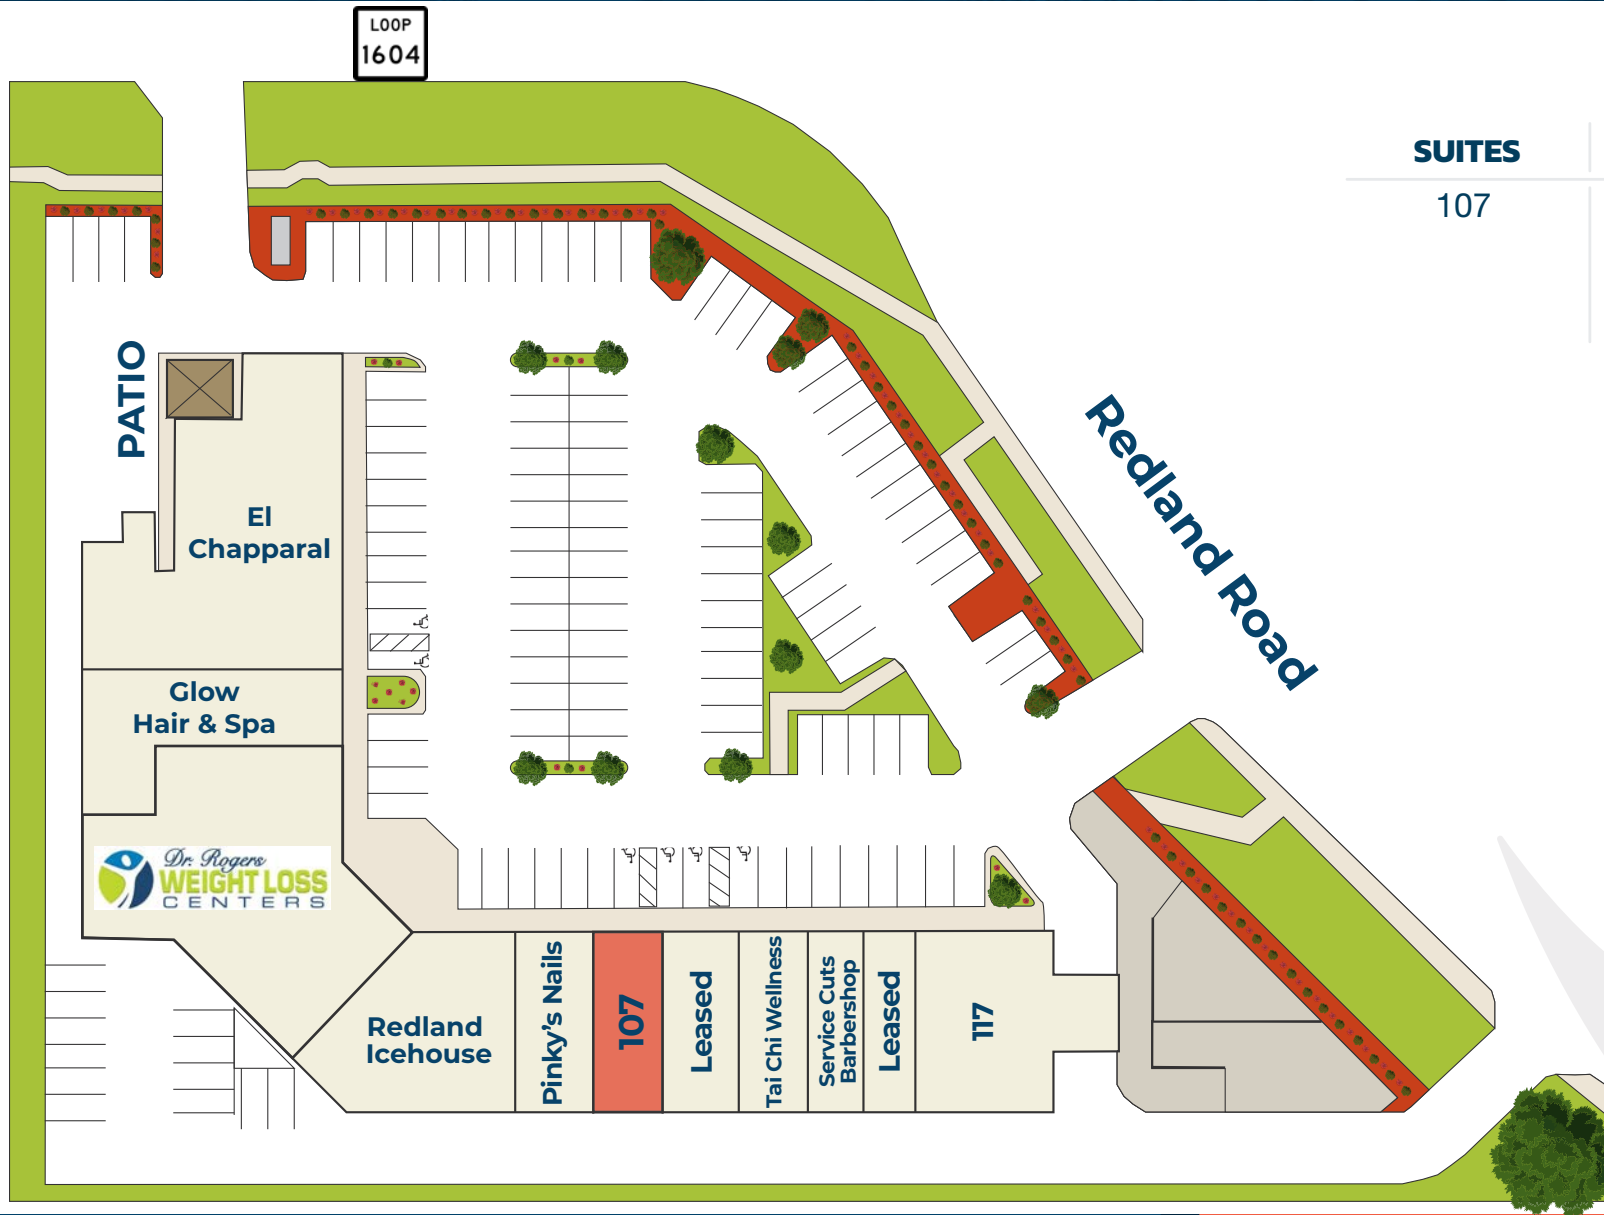 LOOP
1604
SUITES
107
PATIO
El
Chapparal
Redland Road
Glow
Hair & Spa
Dr. Rogers
WEIGHT LOSS
CENTERS
Redland
Icehouse
Pinky's Nails
107
Leased
Tai Chi Wellness
Service Cuts
Barbershop
Leased
117